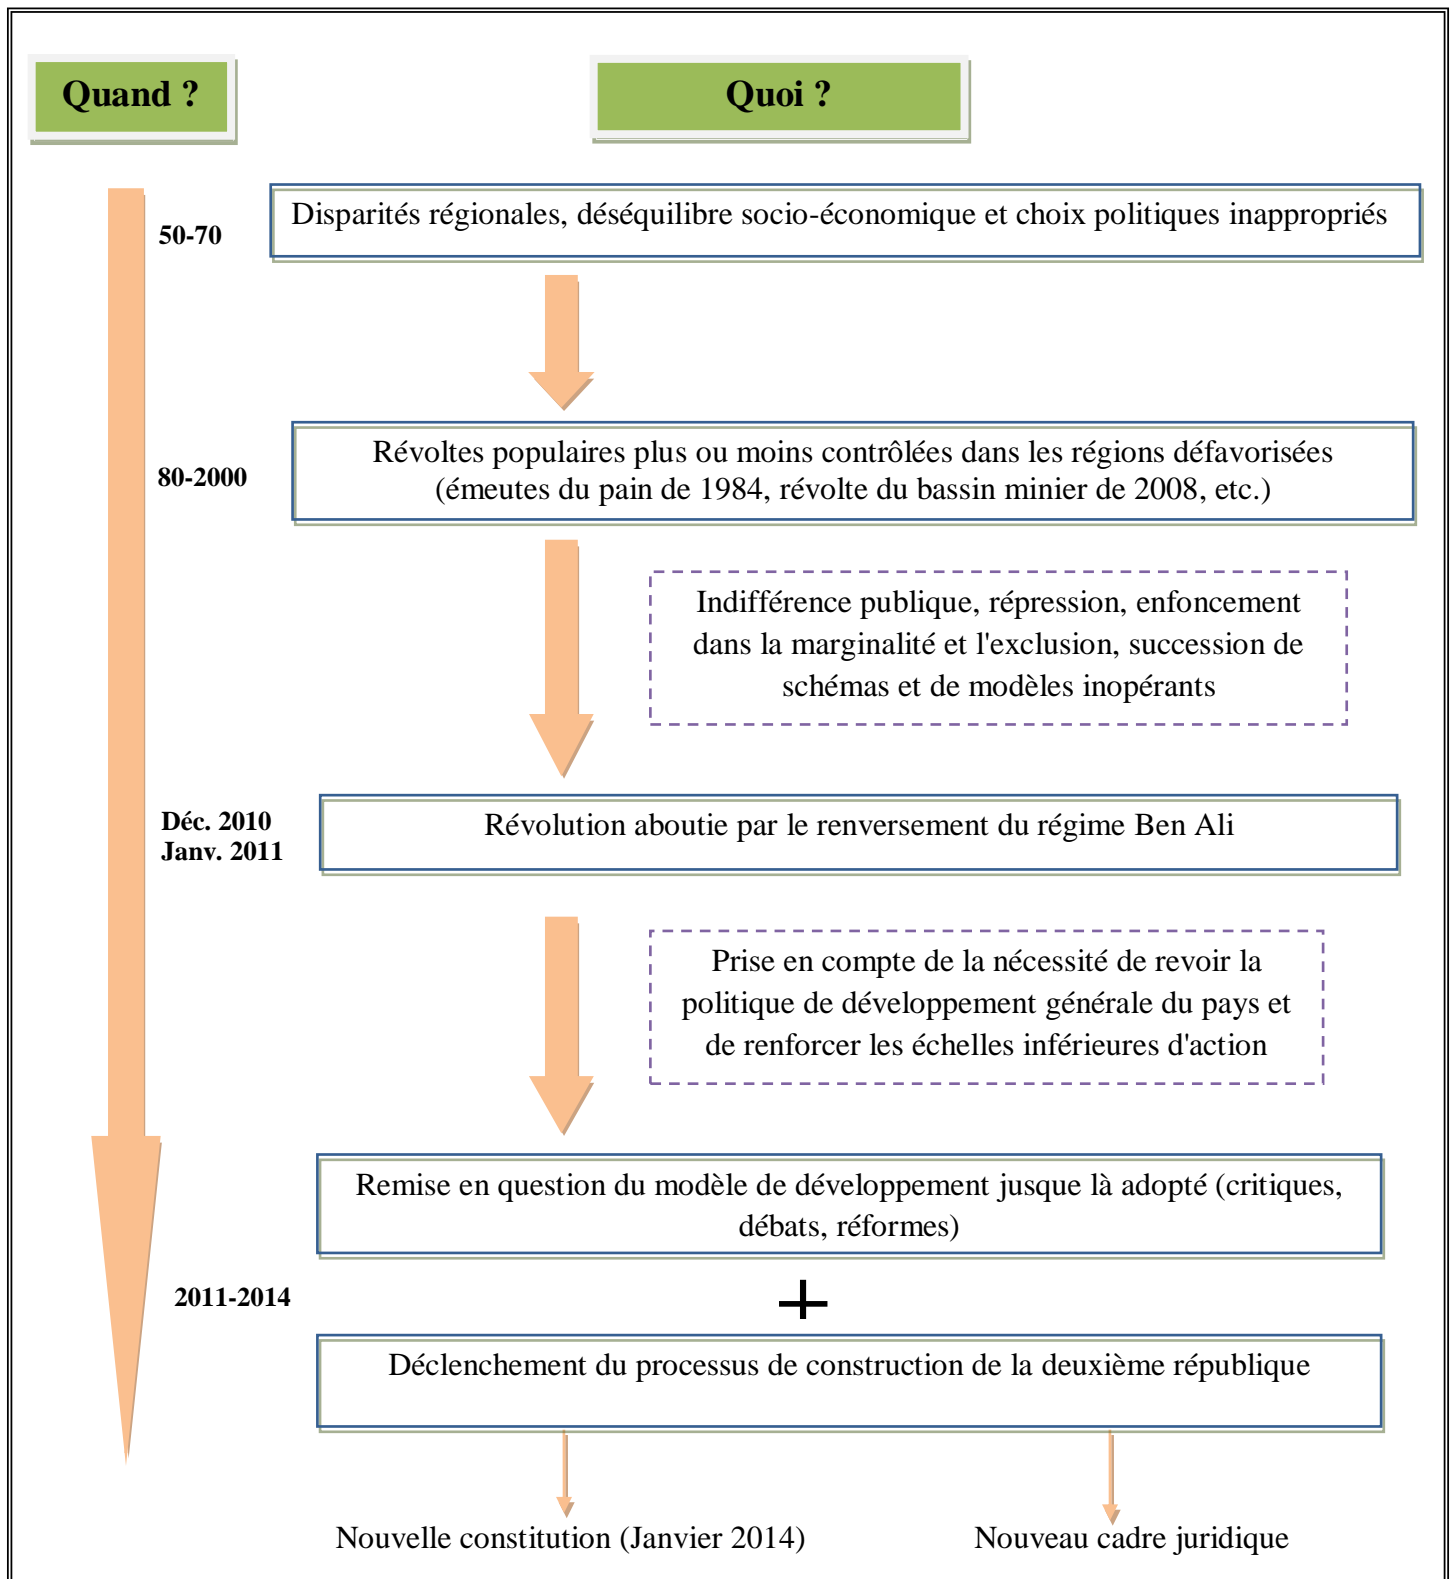 Quand ?
Quoi ?
50-70
Disparités régionales, déséquilibre socio-économique et choix politiques inappropriés
80-2000
Révoltes populaires plus ou moins contrôlées dans les régions défavorisées
(émeutes du pain de 1984, révolte du bassin minier de 2008, etc.)
Indifférence publique, répression, enfoncement
dans la marginalité et l'exclusion, succession de
schémas et de modèles inopérants
Déc. 2010
Janv. 2011
Révolution aboutie par le renversement du régime Ben Ali
Prise en compte de la nécessité de revoir la
politique de développement générale du pays et
de renforcer les échelles inférieures d'action
Remise en question du modèle de développement jusque là adopté (critiques,
débats, réformes)
2011-2014
+
Déclenchement du processus de construction de la deuxième république
Nouvelle constitution (Janvier 2014)
Nouveau cadre juridique